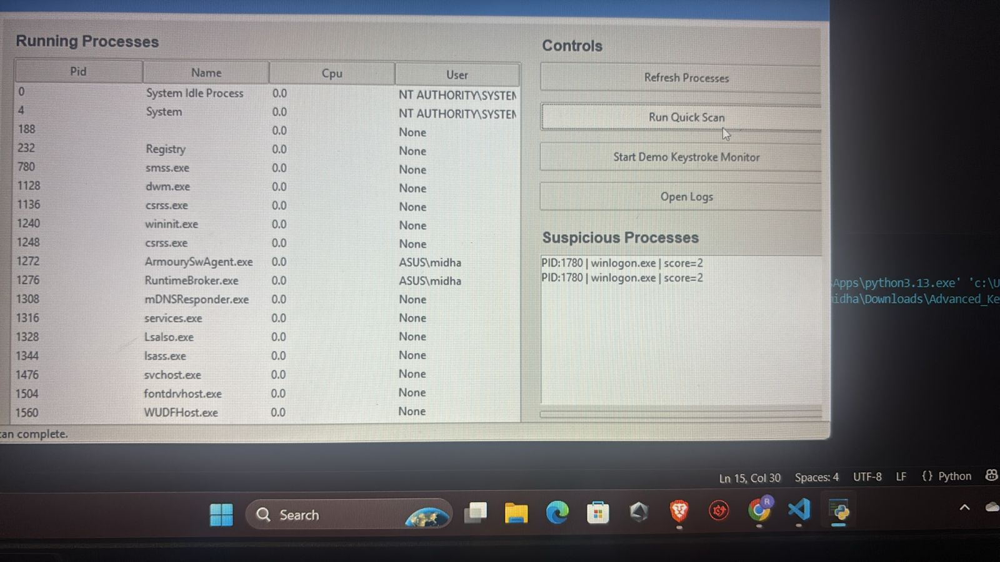 Running Processes
Pid Name Cpu User
0 System Idle Process 0.0 NT AUTHORITY\SYSTEM
4 System 0.0 NT AUTHORITY\SYSTEM
188 0.0 None
232 Registry 0.0 None
780 smss.exe 0.0 None
1128 dwm.exe 0.0 None
1136 csrss.exe 0.0 None
1240 wininit.exe 0.0 None
1248 csrss.exe 0.0 None
1272 ArmourySwAgent.exe 0.0 ASUS\midha
1276 RuntimeBroker.exe 0.0 ASUS\midha
1308 mDNSResponder.exe 0.0 None
1316 services.exe 0.0 None
1328 LsaIso.exe 0.0 None
1344 lsass.exe 0.0 None
1476 svchost.exe 0.0 None
1504 fontdrvhost.exe 0.0 None
1560 WUDFHost.exe 0.0 None
can complete.
Controls
Refresh Processes
Run Quick Scan
Start Demo Keystroke Monitor
Open Logs
Suspicious Processes
PID:1780 | winlogon.exe | score=2
PID:1780 | winlogon.exe | score=2
Apps\python3.13.exe' 'c:\U
idha\Downloads\Advanced_Ke
Ln 15, Col 30 Spaces: 4 UTF-8 LF {} Python
Search
R